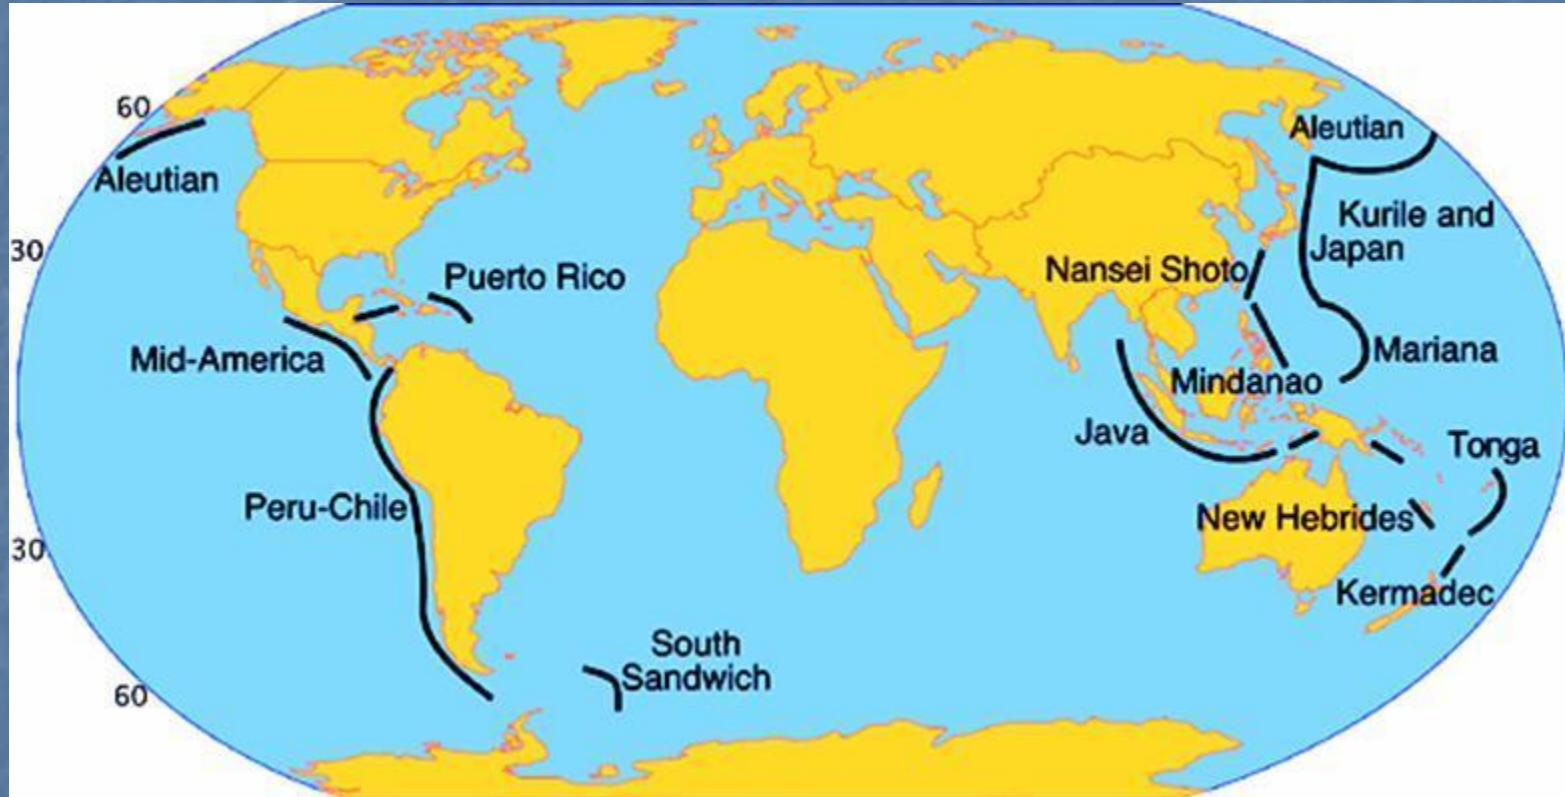 60
Aleutian
Aleutian
Kurile and
Japan
30
Nansei Shoto
Puerto Rico
Mid-America
Mariana
Mindanao
Java
Tonga
Peru-Chile
New Hebrides
30
Kermadec
South
Sandwich
60